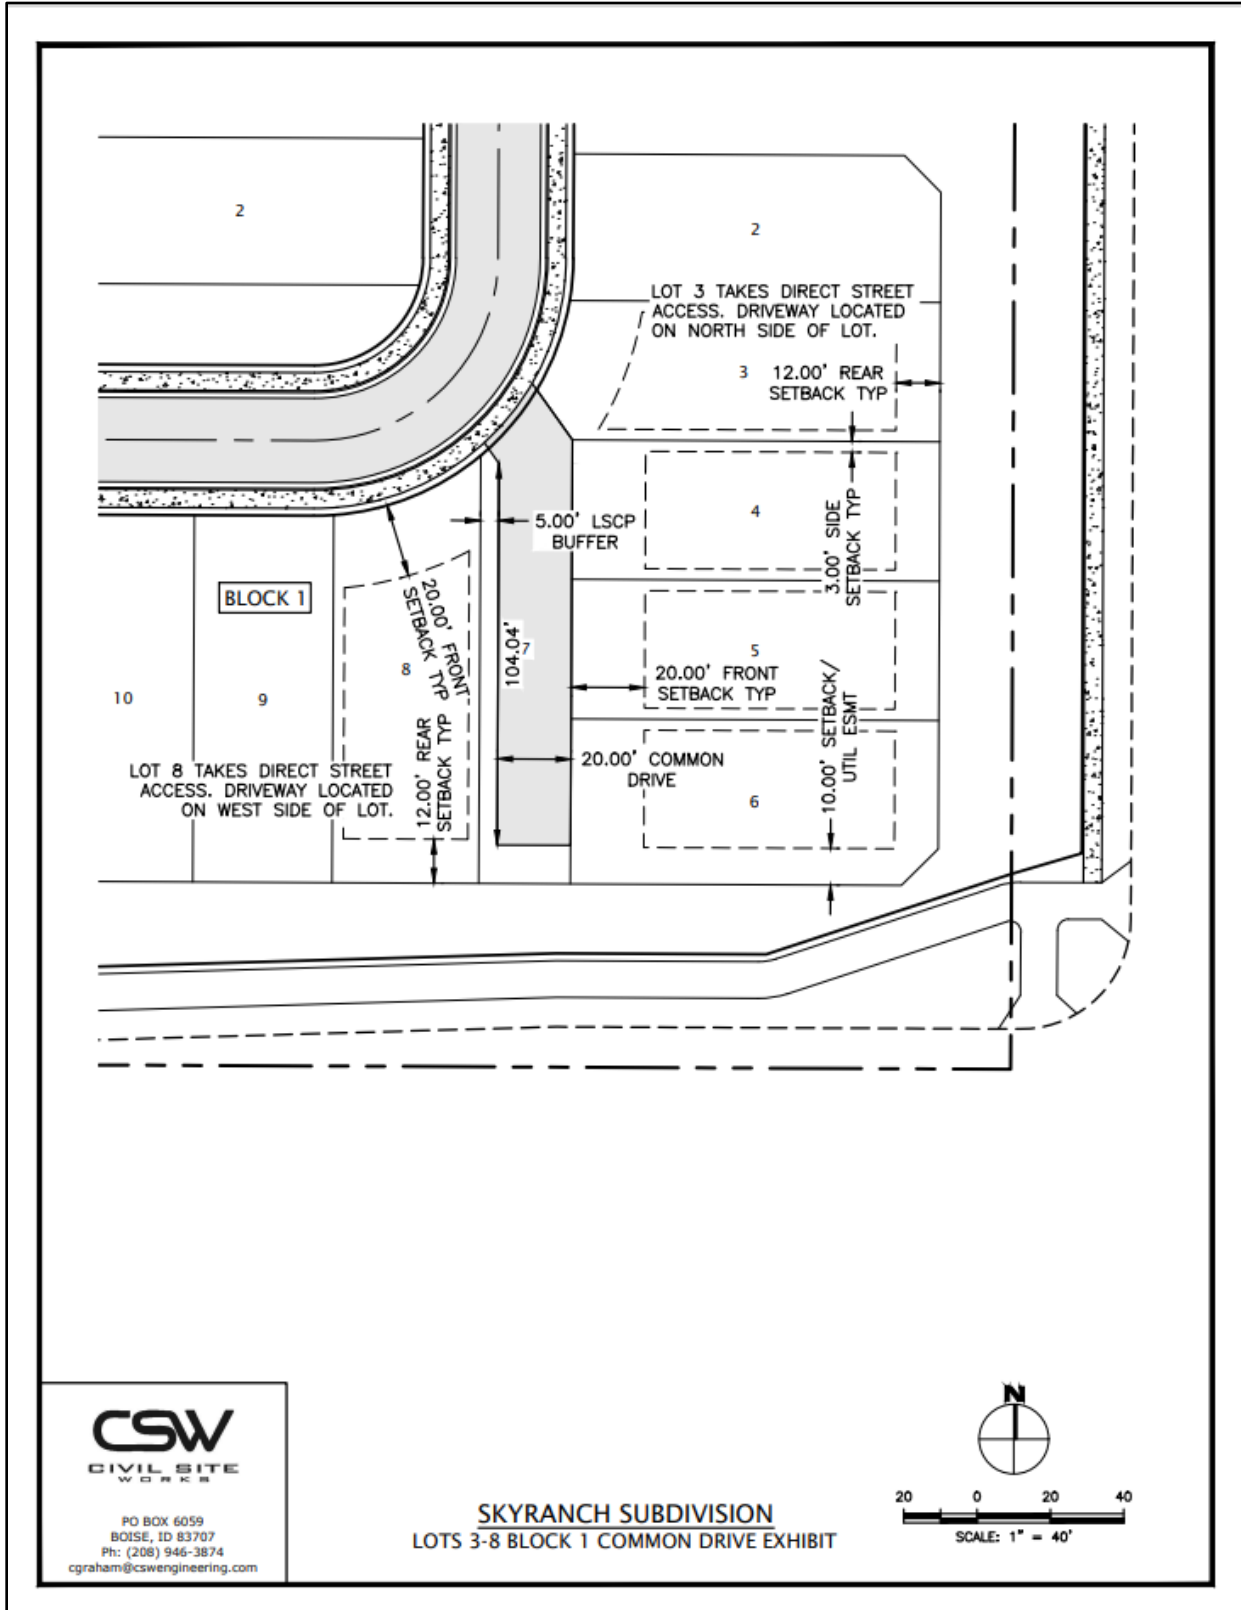 2
2
LOT 3 TAKES DIRECT STREET
ACCESS. DRIVEWAY LOCATED
ON NORTH SIDE OF LOT.
3
12.00' REAR
SETBACK TYP
4
3.00' SIDE
SETBACK TYP
5.00' LSCP
BUFFER
BLOCK 1
20.00' FRONT
SETBACK TYP
104.04'
7
5
20.00' FRONT
SETBACK TYP
10.00' SETBACK/
UTIL ESMT
8
10
9
12.00' REAR
SETBACK TYP
LOT 8 TAKES DIRECT STREET
ACCESS. DRIVEWAY LOCATED
ON WEST SIDE OF LOT.
20.00' COMMON
DRIVE
6
CSW
CIVIL SITE
WORKS
PO BOX 6059
BOISE, ID 83707
Ph: (208) 946-3874
cgraham@cswengineering.com
SKYRANCH SUBDIVISION
LOTS 3-8 BLOCK 1 COMMON DRIVE EXHIBIT
N
20 0 20 40
SCALE: 1" = 40'